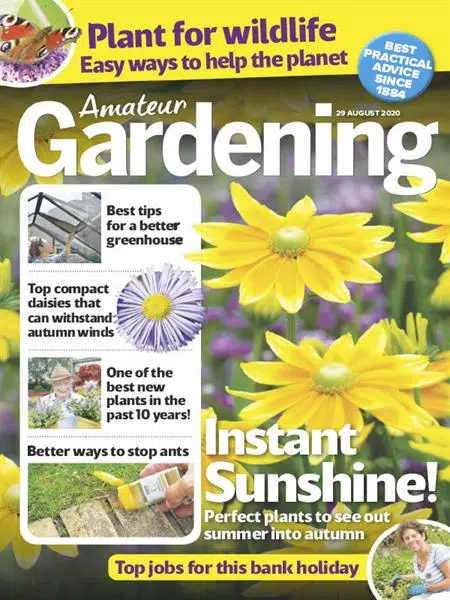 Plant for wildlife
Easy ways to help the planet
BEST
PRACTICAL
ADVICE
SINCE
1884
Amateur
Gardening
29 AUGUST 2020
Best tips
for a better
greenhouse
Top compact
daisies that
can withstand
autumn winds
One of the
best new
plants in the
past 10 years!
Better ways to stop ants
Instant
Sunshine!
Perfect plants to see out
summer into autumn
Top jobs for this bank holiday